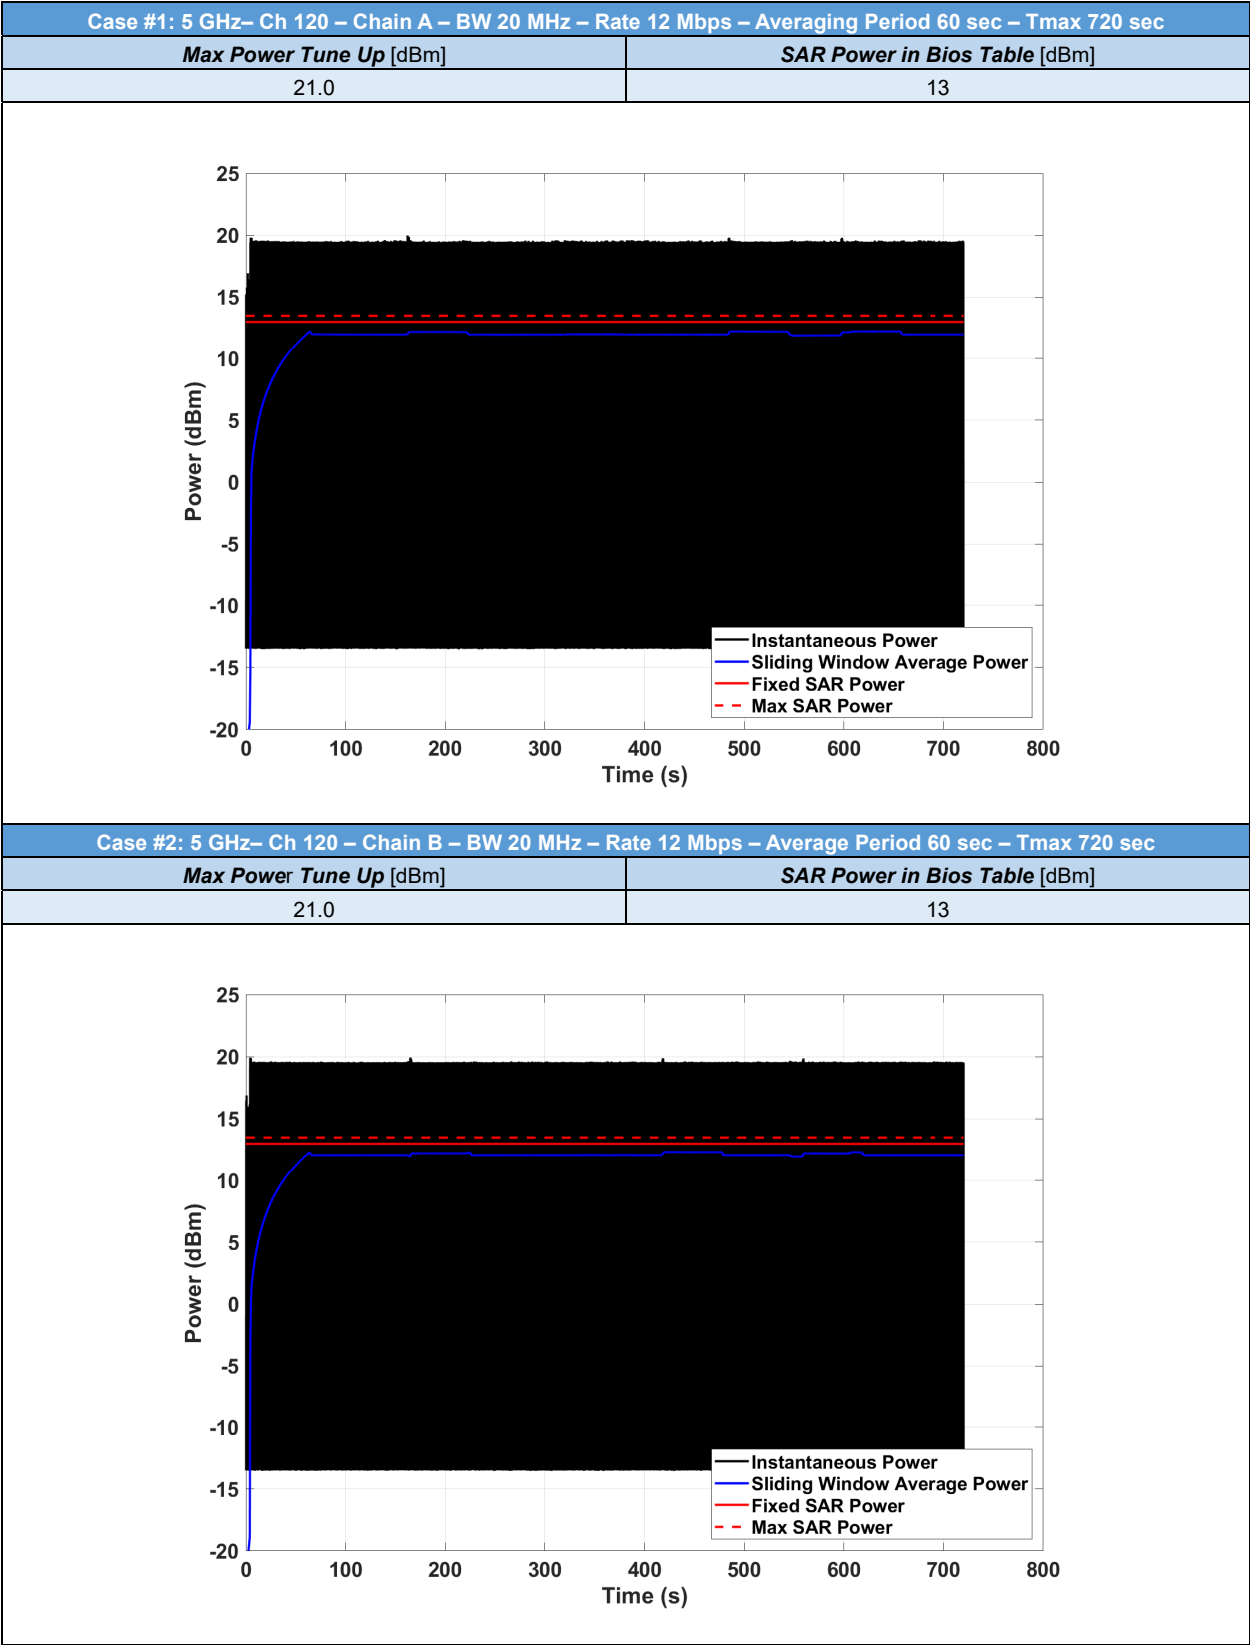 Case #1: 5 GHz– Ch 120 – Chain A – BW 20 MHz – Rate 12 Mbps – Averaging Period 60 sec – Tmax 720 sec
Max Power Tune Up [dBm] SAR Power in Bios Table [dBm]
21.0 13
25
20
15
10
5
0
-5
-10
-15
-20
Power (dBm)
Instantaneous Power
Sliding Window Average Power
Fixed SAR Power
Max SAR Power
0 100 200 300 400 500 600 700 800
Time (s)
Case #2: 5 GHz– Ch 120 – Chain B – BW 20 MHz – Rate 12 Mbps – Average Period 60 sec – Tmax 720 sec
Max Power Tune Up [dBm] SAR Power in Bios Table [dBm]
21.0 13
25
20
15
10
5
0
-5
-10
-15
-20
Power (dBm)
Instantaneous Power
Sliding Window Average Power
Fixed SAR Power
Max SAR Power
0 100 200 300 400 500 600 700 800
Time (s)